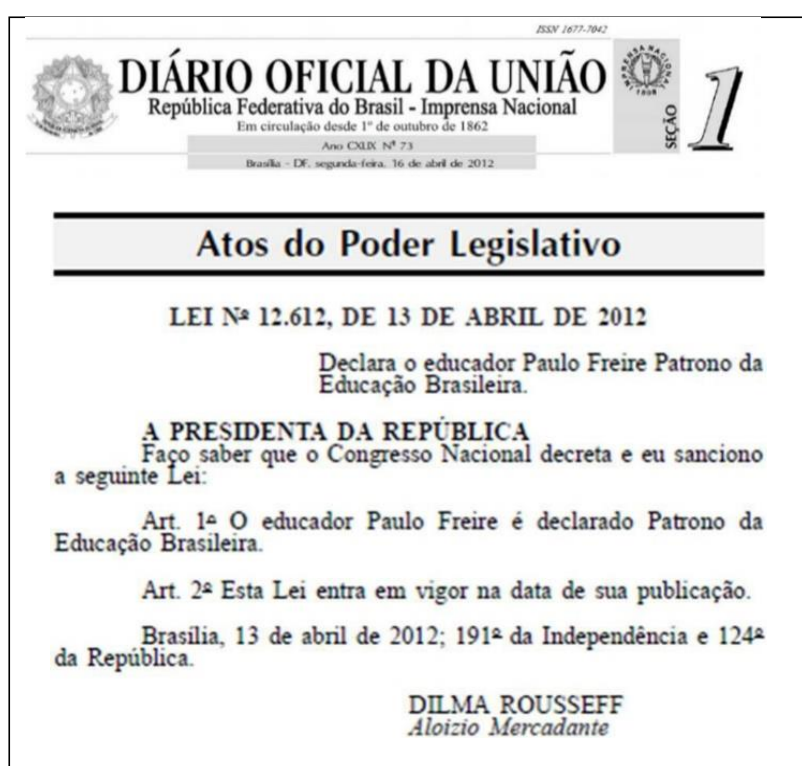 ISSN 1677-7042
DIÁRIO OFICIAL DA UNIÃO
República Federativa do Brasil - Imprensa Nacional
Em circulação desde 1º de outubro de 1862
Ano CXLIX Nº 73
Brasília - DF, segunda-feira, 16 de abril de 2012
IMPRENSA NACIONAL
1808
SEÇÃO
1
Atos do Poder Legislativo
LEI Nº 12.612, DE 13 DE ABRIL DE 2012
Declara o educador Paulo Freire Patrono da
Educação Brasileira.
A PRESIDENTA DA REPÚBLICA
Faço saber que o Congresso Nacional decreta e eu sanciono
a seguinte Lei:
Art. 1º O educador Paulo Freire é declarado Patrono da
Educação Brasileira.
Art. 2º Esta Lei entra em vigor na data de sua publicação.
Brasília, 13 de abril de 2012; 191º da Independência e 124º
da República.
DILMA ROUSSEFF
Aloizio Mercadante